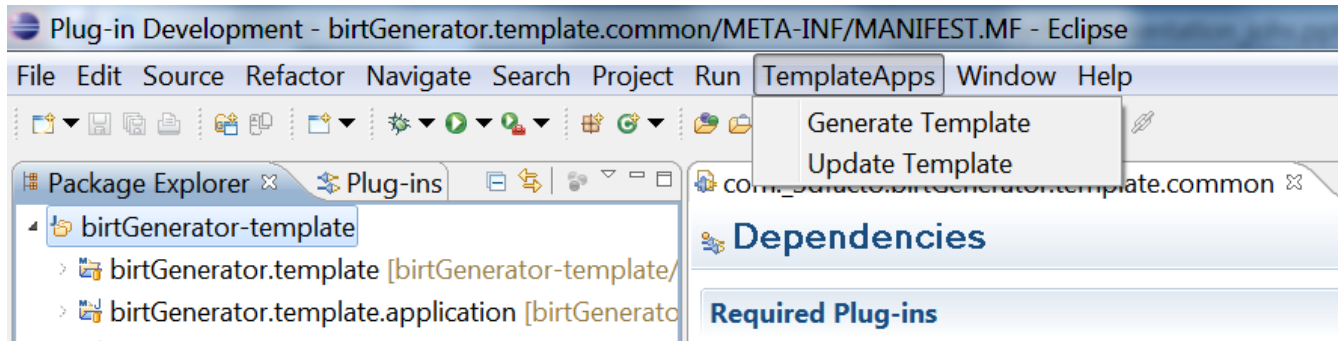 Plug-in Development - birtGenerator.template.common/META-INF/MANIFEST.MF - Eclipse
File Edit Source Refactor Navigate Search Project Run TemplateApps Window Help
Generate Template
Update Template
Package Explorer Plug-ins
template.common
birtGenerator-template
Dependencies
birtGenerator.template [birtGenerator-template/
birtGenerator.template.application [birtGenerato
Required Plug-ins